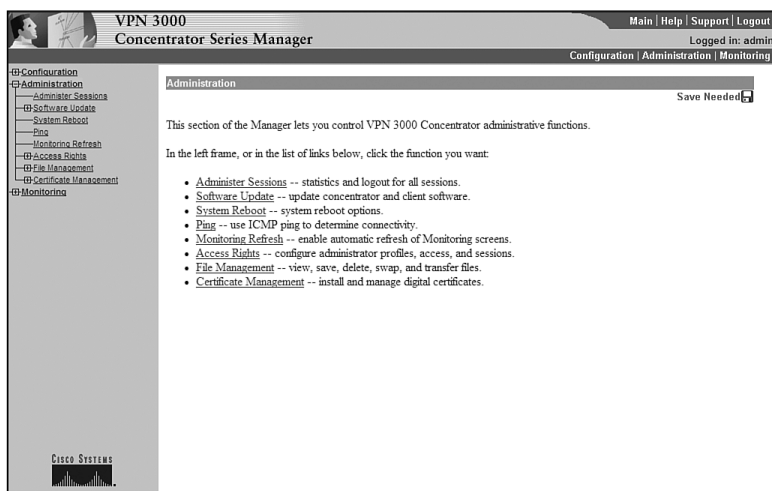 VPN 3000
Concentrator Series Manager
Main | Help | Support | Logout
Logged in: admin
Configuration | Administration | Monitoring
Configuration
Administration
Administer Sessions
Software Update
System Reboot
Ping
Monitoring Refresh
Access Rights
File Management
Certificate Management
Monitoring
Administration
Save Needed
This section of the Manager lets you control VPN 3000 Concentrator administrative functions.
In the left frame, or in the list of links below, click the function you want:
• Administer Sessions -- statistics and logout for all sessions.
• Software Update -- update concentrator and client software.
• System Reboot -- system reboot options.
• Ping -- use ICMP ping to determine connectivity.
• Monitoring Refresh -- enable automatic refresh of Monitoring screens.
• Access Rights -- configure administrator profiles, access, and sessions.
• File Management -- view, save, delete, swap, and transfer files.
• Certificate Management -- install and manage digital certificates.
CISCO SYSTEMS